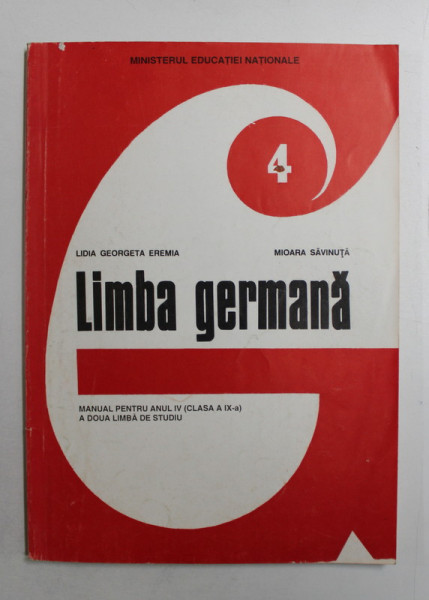 MINISTERUL EDUCAȚIEI NAȚIONALE
4
LIDIA GEORGETA EREMIA MIOARA SĂVINUȚĂ
Limba germană
MANUAL PENTRU ANUL IV (CLASA A IX-a)
A DOUA LIMBĂ DE STUDIU